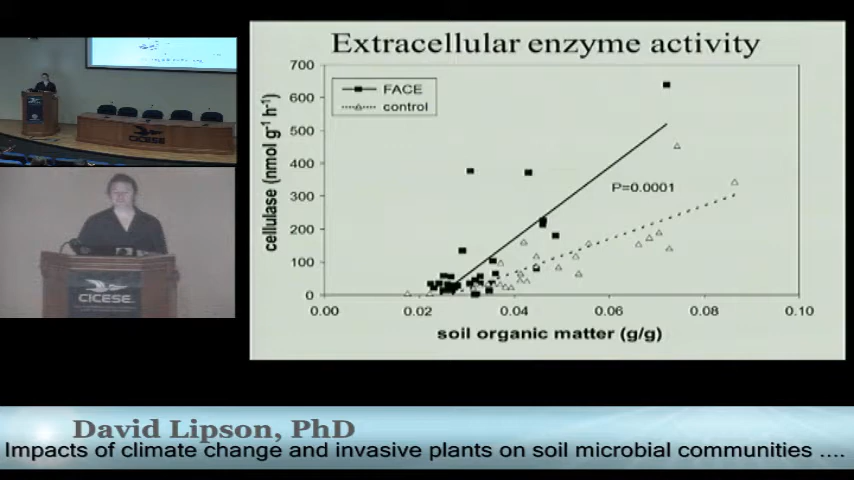 Extracellular enzyme activity
700
600
500
400
300
200
100
0
cellulase (nmol g-1 h-1)
FACE
control
P=0.0001
0.00 0.02 0.04 0.06 0.08 0.10
soil organic matter (g/g)
CICESE
CICESE
David Lipson, PhD
Impacts of climate change and invasive plants on soil microbial communities ....